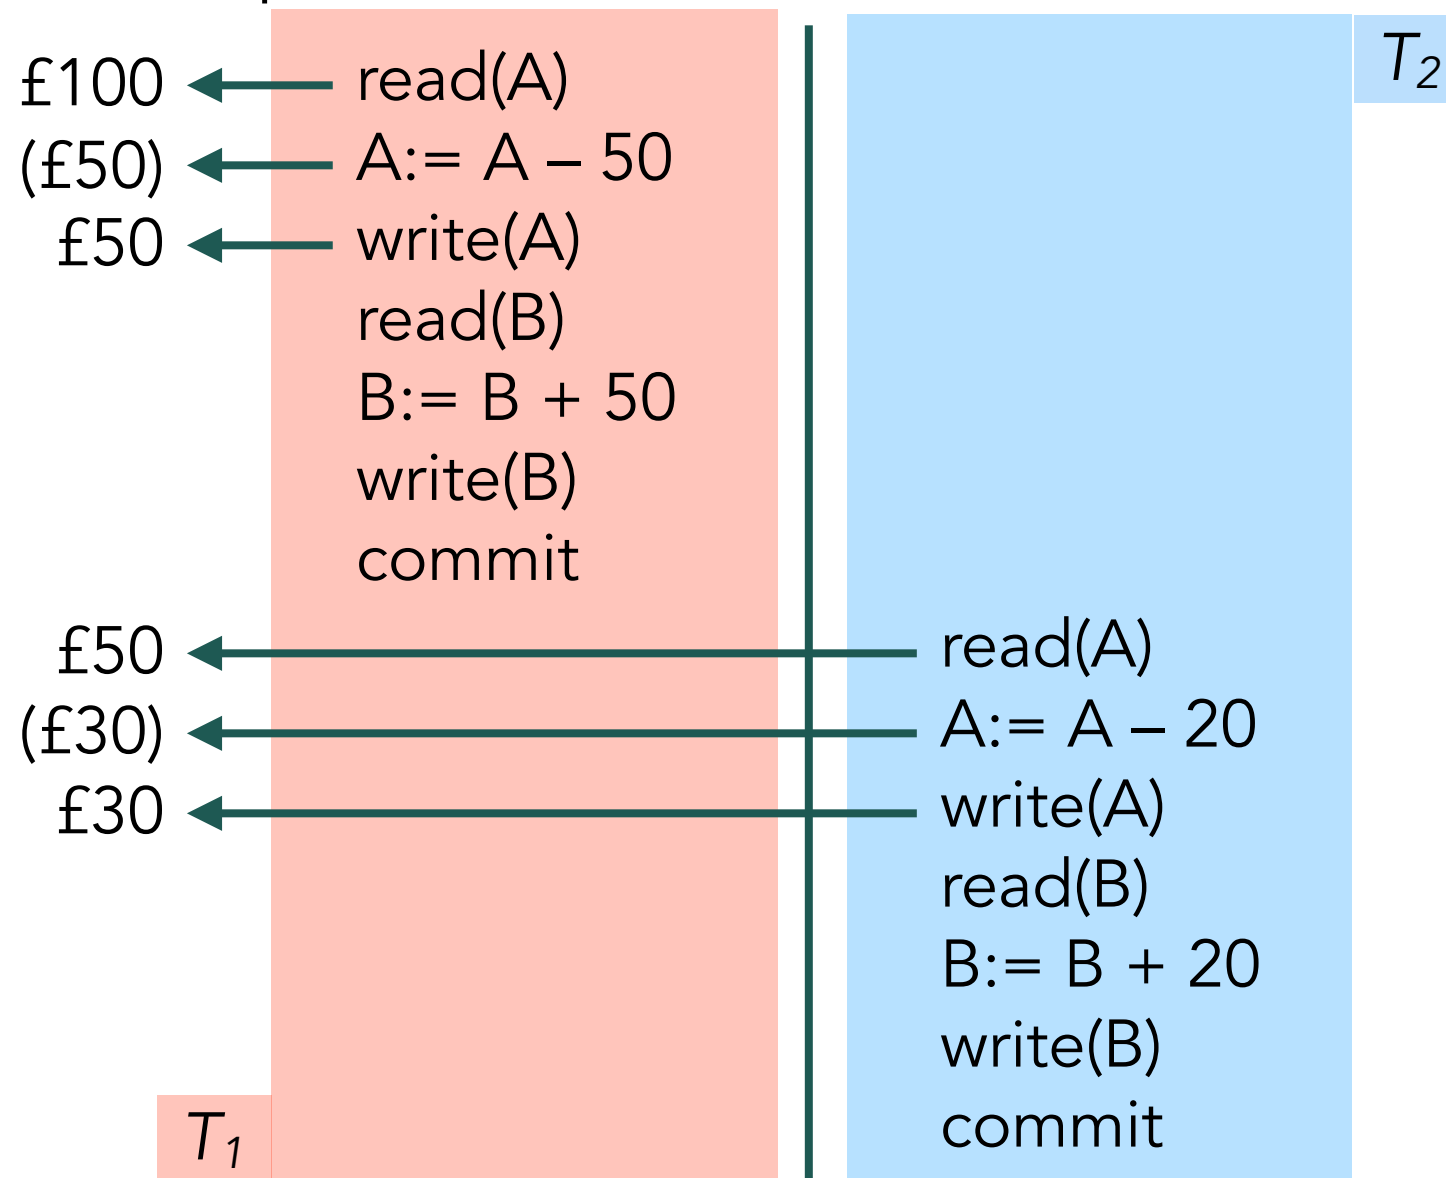 T2
£100 read(A)
(£50) A:= A – 50
£50 write(A)
read(B)
B:= B + 50
write(B)
commit
£50 read(A)
(£30) A:= A – 20
£30 write(A)
read(B)
B:= B + 20
write(B)
commit
T1